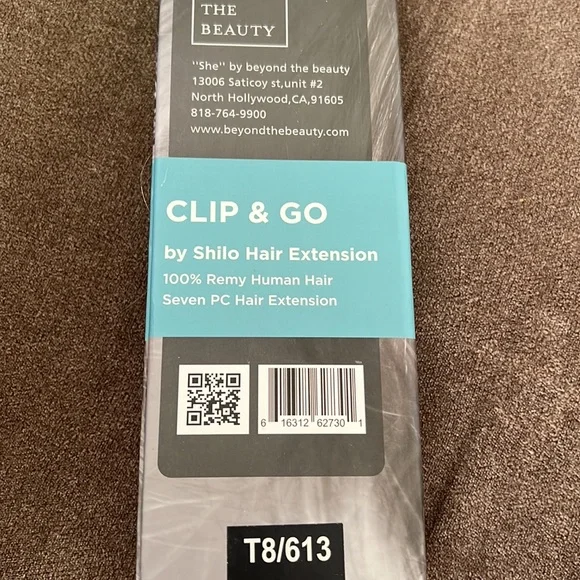 THE
BEAUTY
"She" by beyond the beauty
13006 Saticoy st,unit #2
North Hollywood,CA,91605
818-764-9900
www.beyondthebeauty.com
CLIP & GO
by Shilo Hair Extension
100% Remy Human Hair
Seven PC Hair Extension
6 16312 62730 1
T8/613